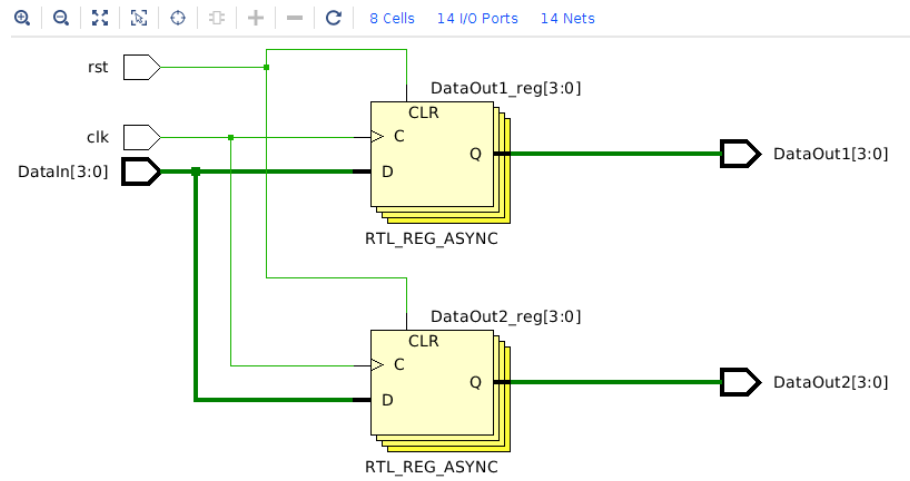 8 Cells 14 I/O Ports 14 Nets
rst
DataOut1_reg[3:0]
CLR
clk
C
Q
DataOut1[3:0]
DataIn[3:0]
D
RTL_REG_ASYNC
DataOut2_reg[3:0]
CLR
C
Q
DataOut2[3:0]
D
RTL_REG_ASYNC